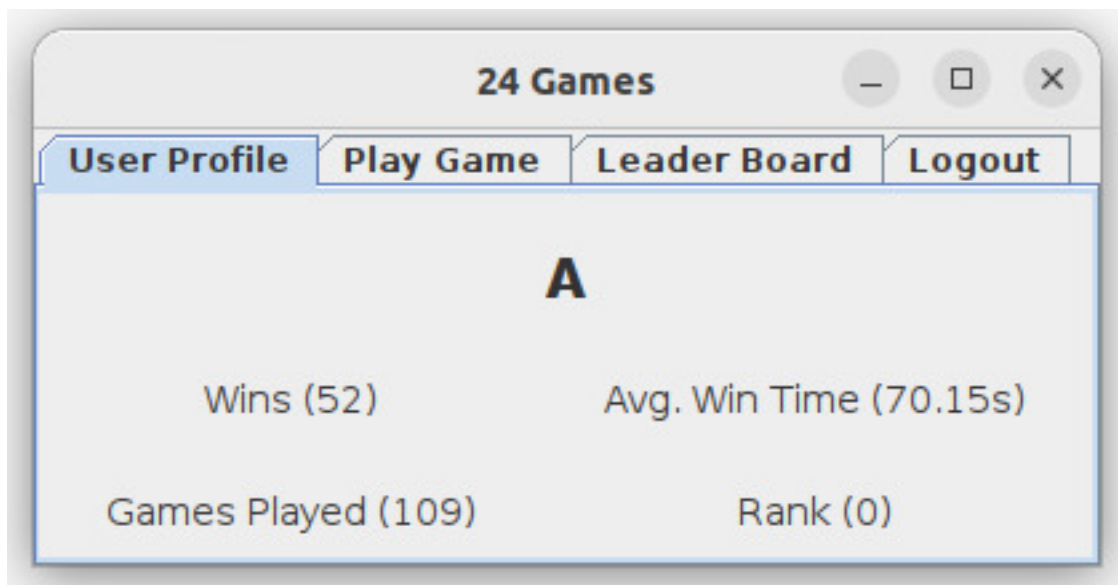 24 Games
User Profile Play Game Leader Board Logout
A
Wins (52) Avg. Win Time (70.15s)
Games Played (109) Rank (0)